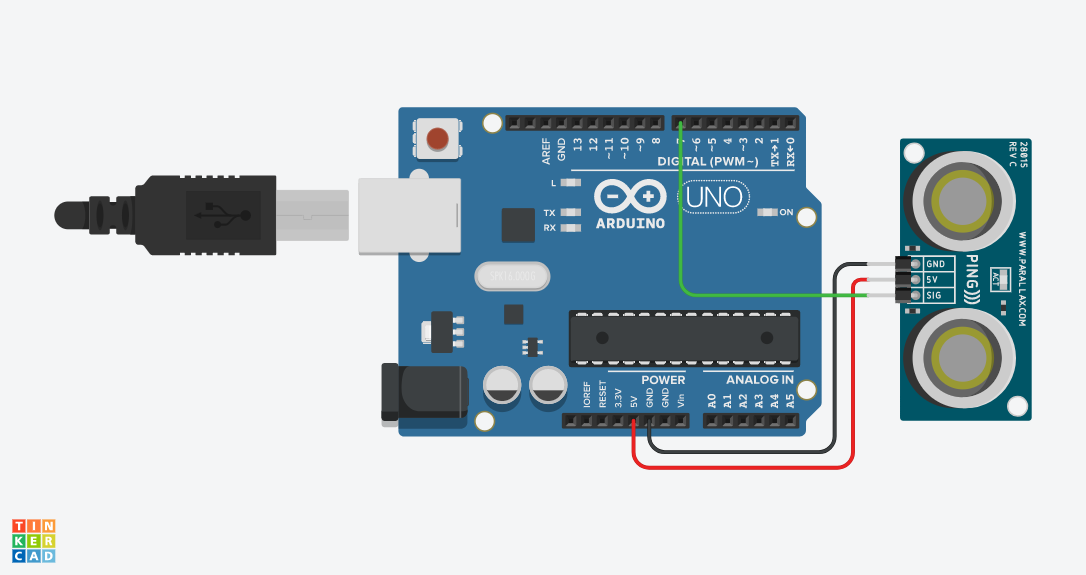 AREF
GND
13
12
~11
~10
~9
8
7
~6
~5
4
~3
2
TX→1
RX←0
DIGITAL (PWM~)
L
TX
RX
ARDUINO
UNO
ON
POWER
ANALOG IN
IOREF
RESET
3.3V
5V
GND
GND
Vin
A0
A1
A2
A3
A4
A5
28015
REV C
GND
5V
SIG
PING)))
ACT
WWW.PARALLAX.COM
TIN
KER
CAD